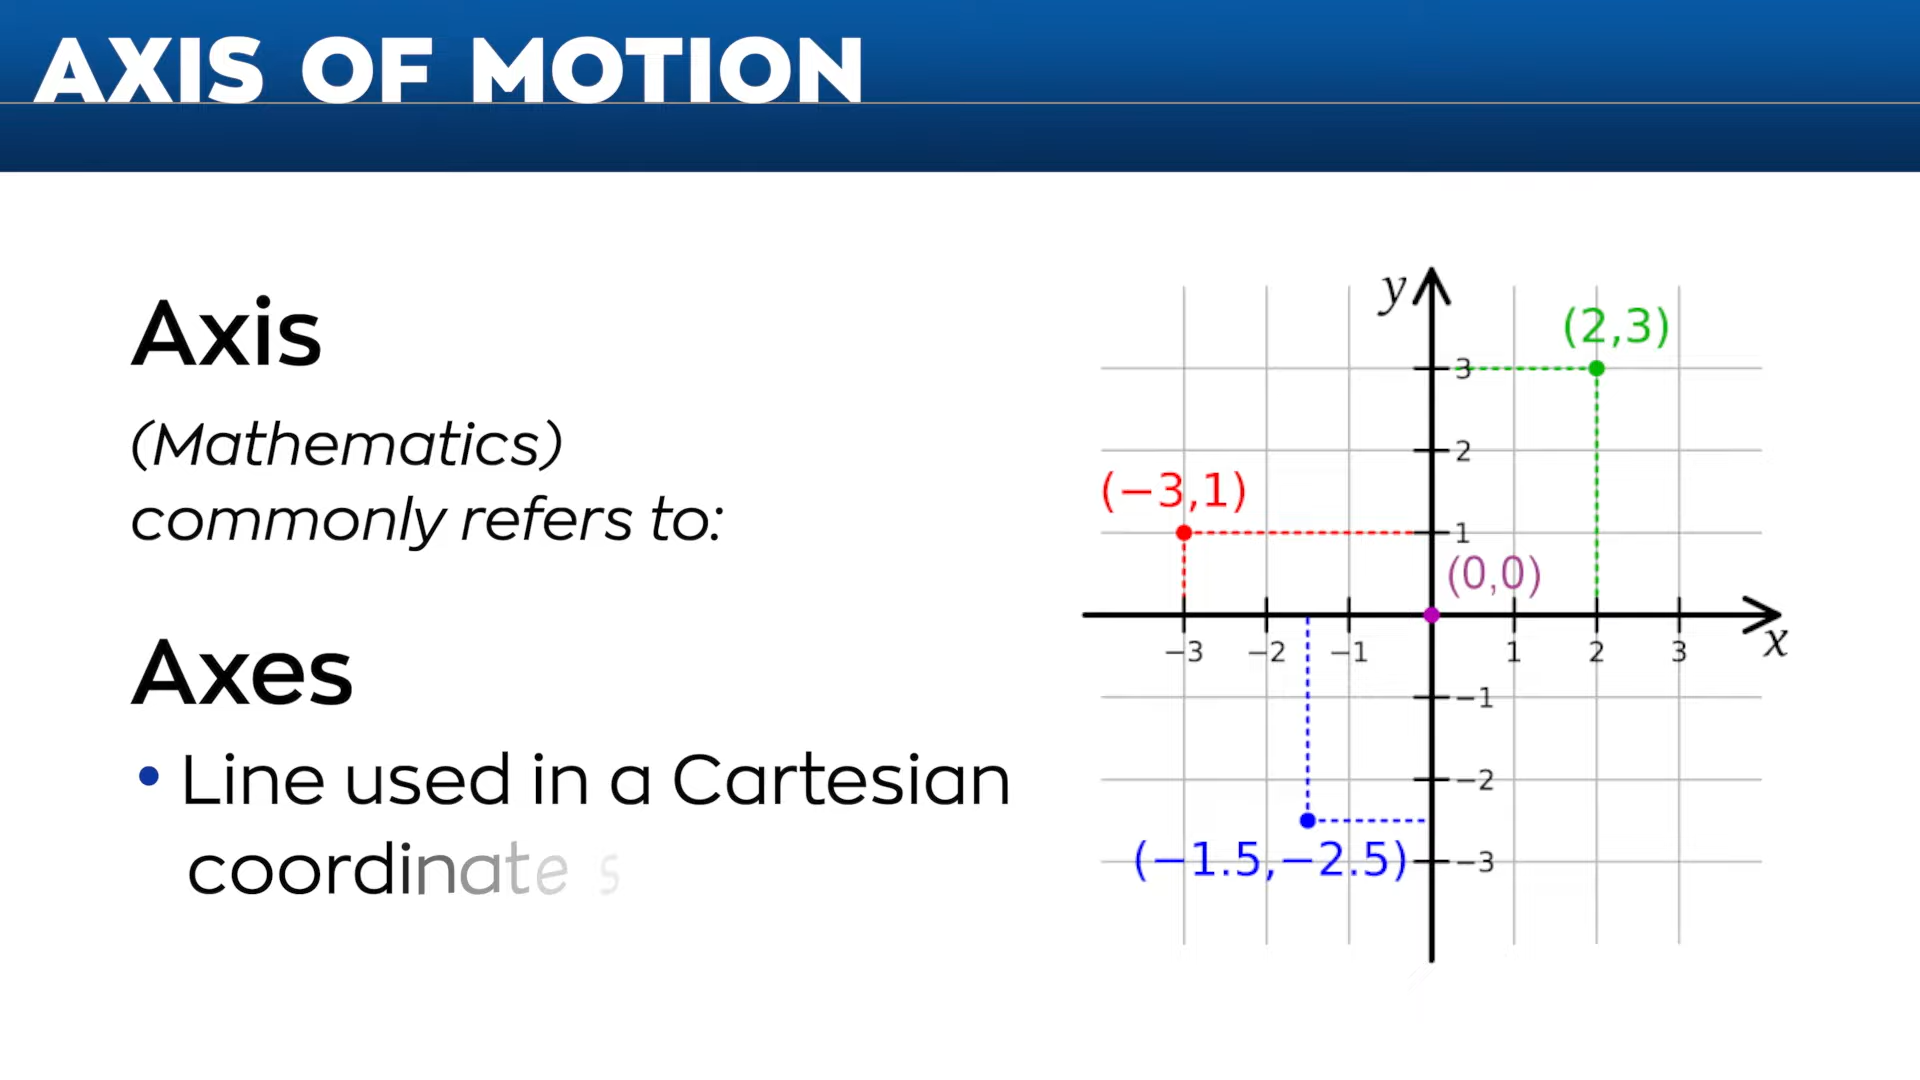 AXIS OF MOTION
Axis
(Mathematics)
commonly refers to:
Axes
• Line used in a Cartesian
coordinate s
y
(2,3)
3
2
(−3,1)
1
(0,0)
−3 −2 −1 1 2 3 x
−1
−2
(−1.5,−2.5) −3